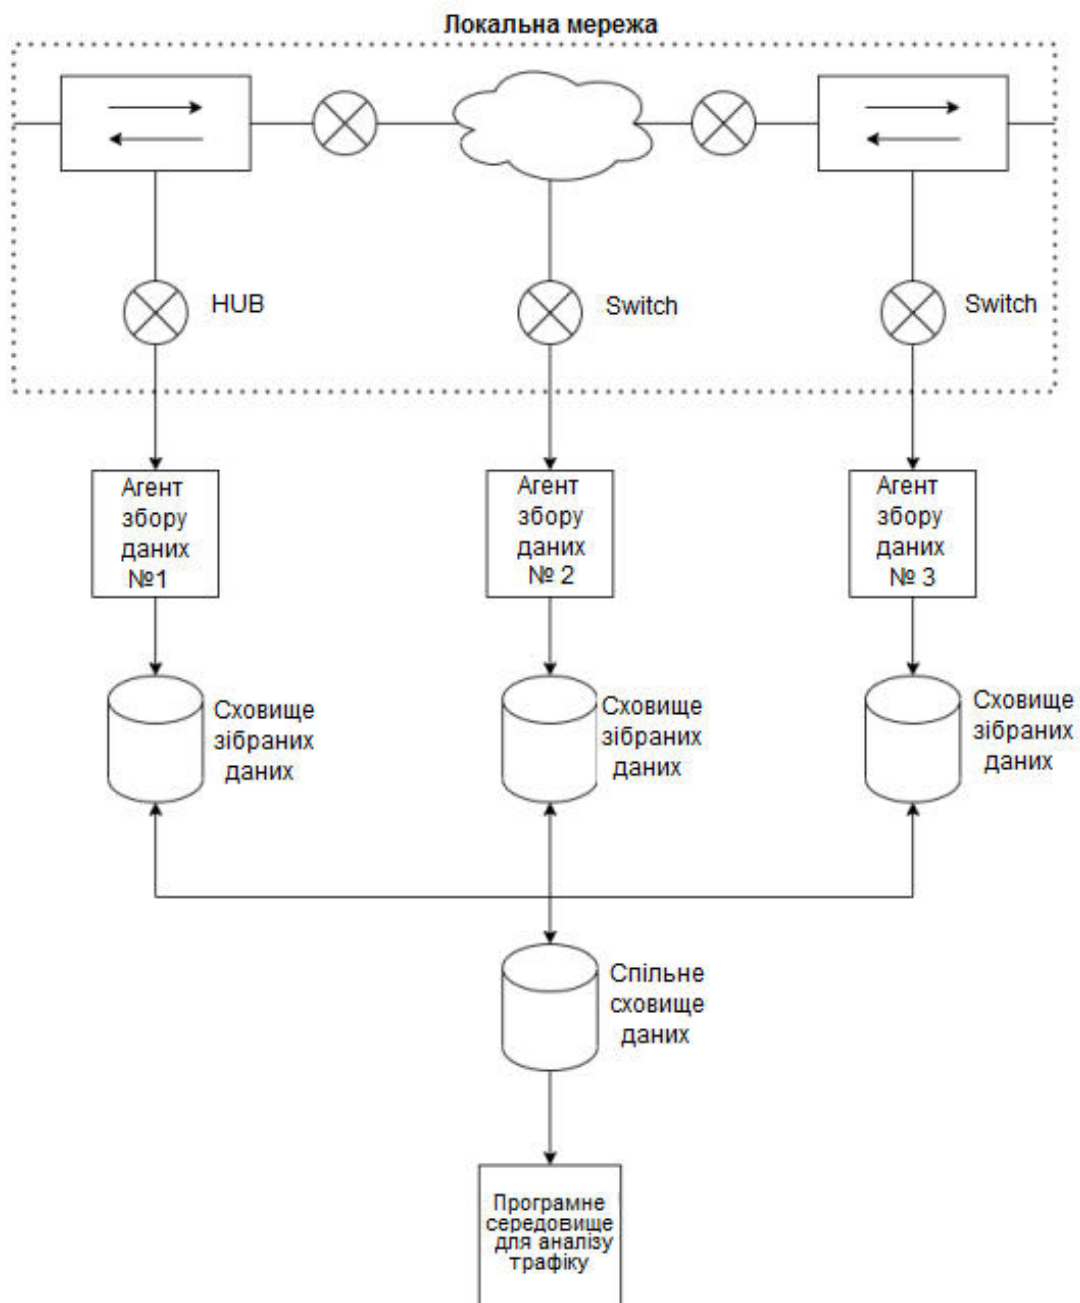 Локальна мережа
HUB
Switch
Switch
Агент
збору
даних
№1
Агент
збору
даних
№ 2
Агент
збору
даних
№ 3
Сховище
зібраних
даних
Сховище
зібраних
даних
Сховище
зібраних
даних
Спільне
сховище
даних
Програмне
середовище
для аналізу
трафіку